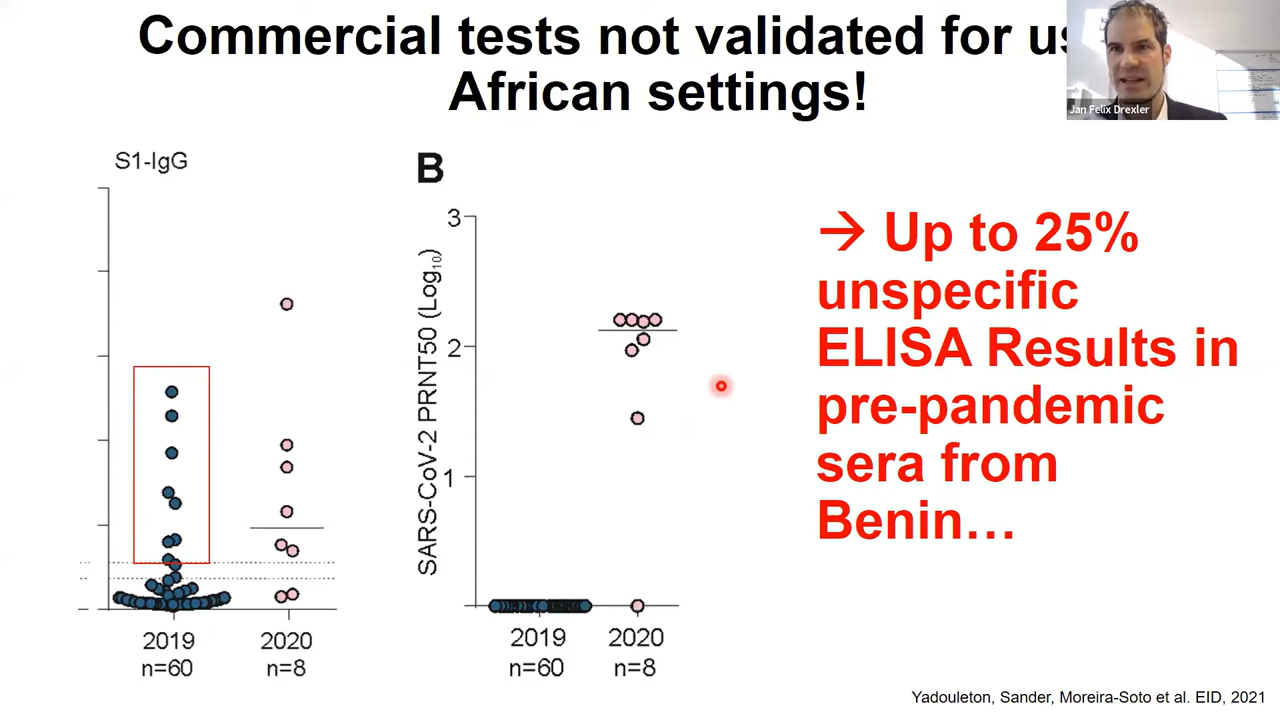 Commercial tests not validated for us
African settings!
Jan Felix Drexler
S1-IgG
B
3
2
1
SARS-CoV-2 PRNT50 (Log10)
2019
2020
n=60
n=8
2019
2020
n=60
n=8
→ Up to 25%
unspecific
ELISA Results in
pre-pandemic
sera from
Benin…
Yadouleton, Sander, Moreira-Soto et al. EID, 2021